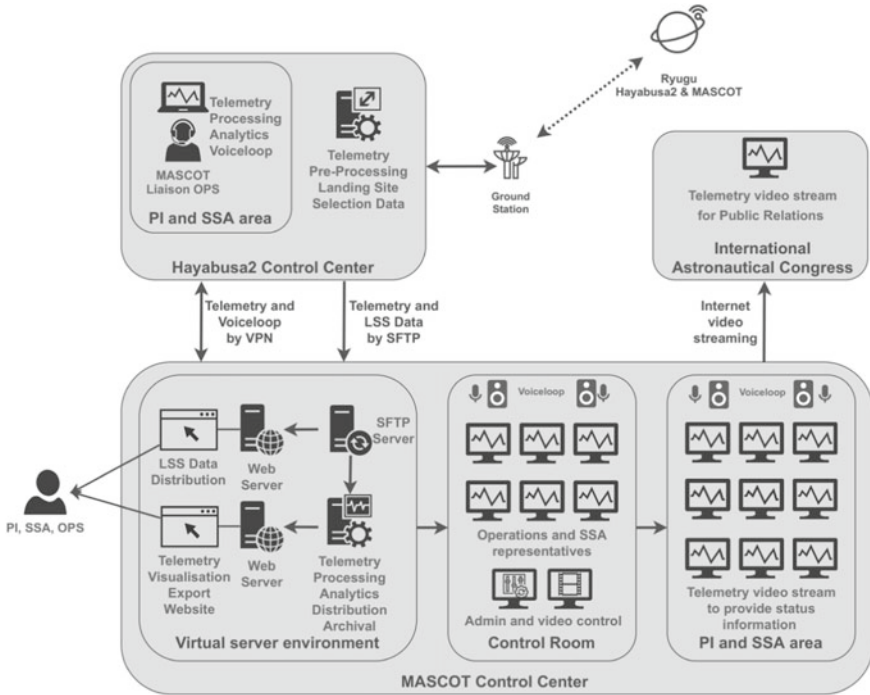 Ryugu
Hayabusa2 & MASCOT
Telemetry
Processing
Analytics
Voiceloop
MASCOT
Liaison OPS
PI and SSA area
Telemetry
Pre-Processing
Landing Site
Selection Data
Hayabusa2 Control Center
Ground
Station
Telemetry video stream
for Public Relations
International
Astronautical Congress
Telemetry and
Voiceloop
by VPN
Telemetry and
LSS Data
by SFTP
Internet
video
streaming
PI, SSA, OPS
LSS Data
Distribution
Web
Server
SFTP
Server
Telemetry
Visualisation
Export
Website
Web
Server
Telemetry
Processing
Analytics
Distribution
Archival
Virtual server environment
Voiceloop
Operations and SSA
representatives
Admin and video control
Control Room
Voiceloop
Telemetry video stream
to provide status
information
PI and SSA area
MASCOT Control Center